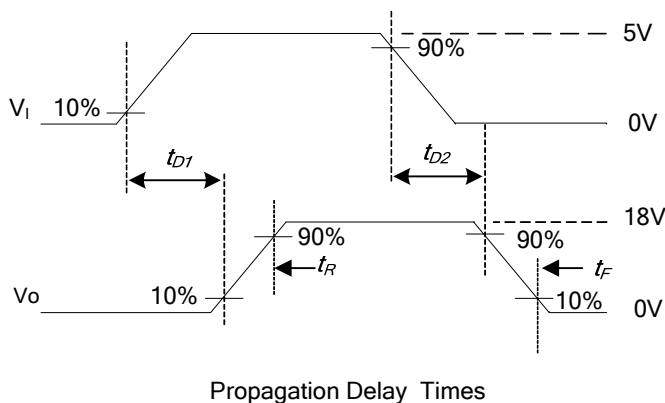 5V
90%
V_I
10%
0V
t_D1
t_D2
18V
90%
90%
t_R
t_F
Vo
10%
10%
0V
Propagation Delay Times